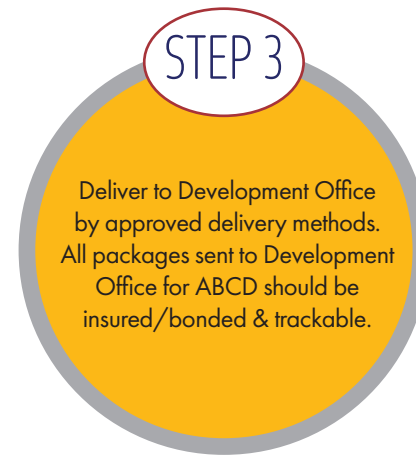 STEP 3
Deliver to Development Office
by approved delivery methods.
All packages sent to Development
Office for ABCD should be
insured/bonded & trackable.